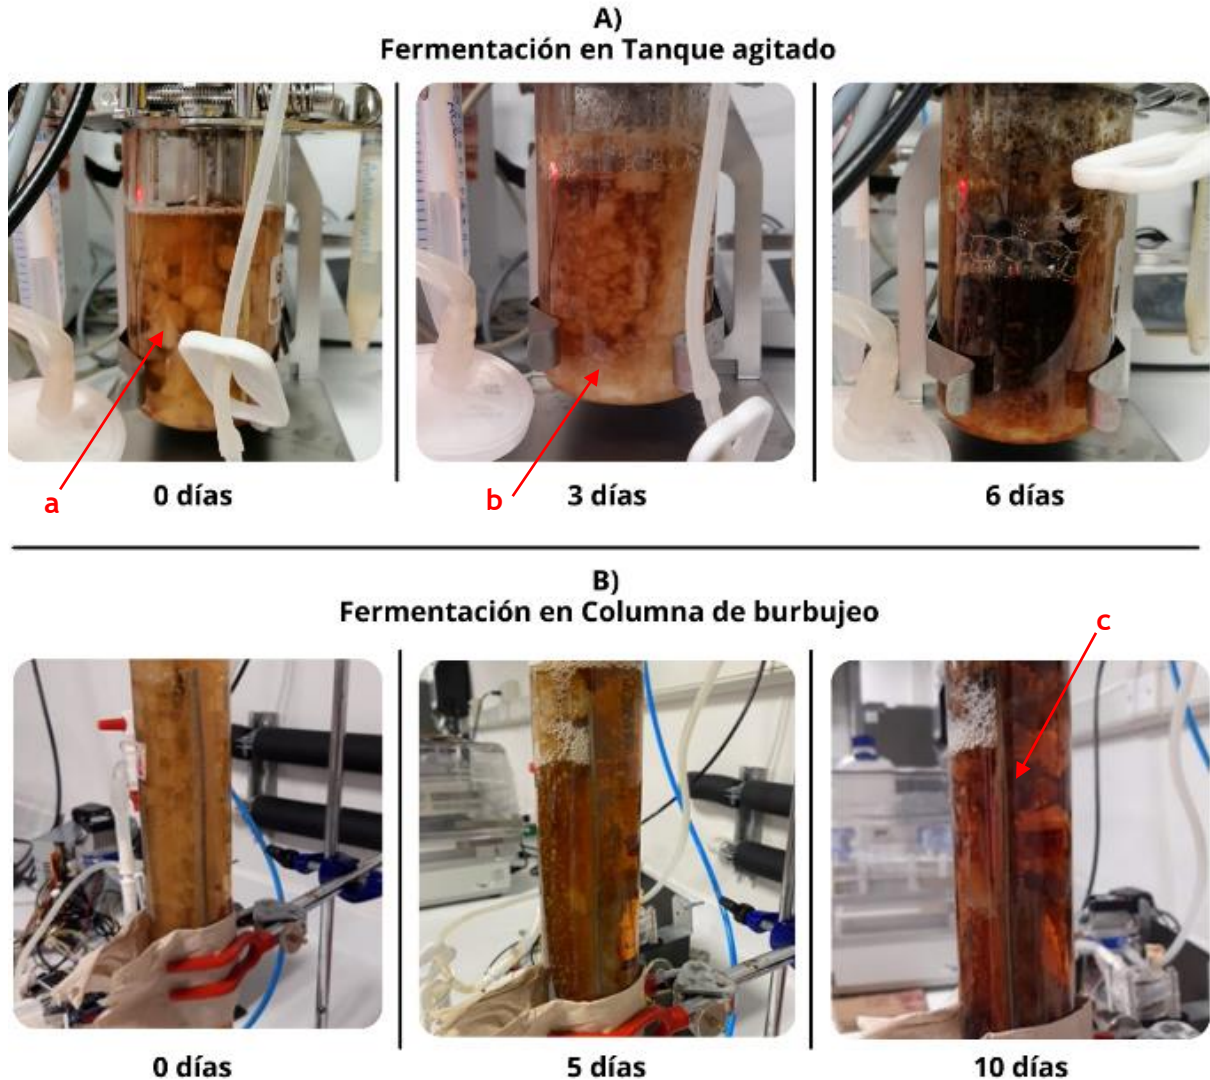 A)
Fermentación en Tanque agitado
a
0 días
b
3 días
6 días
B)
Fermentación en Columna de burbujeo
c
0 días
5 días
10 días